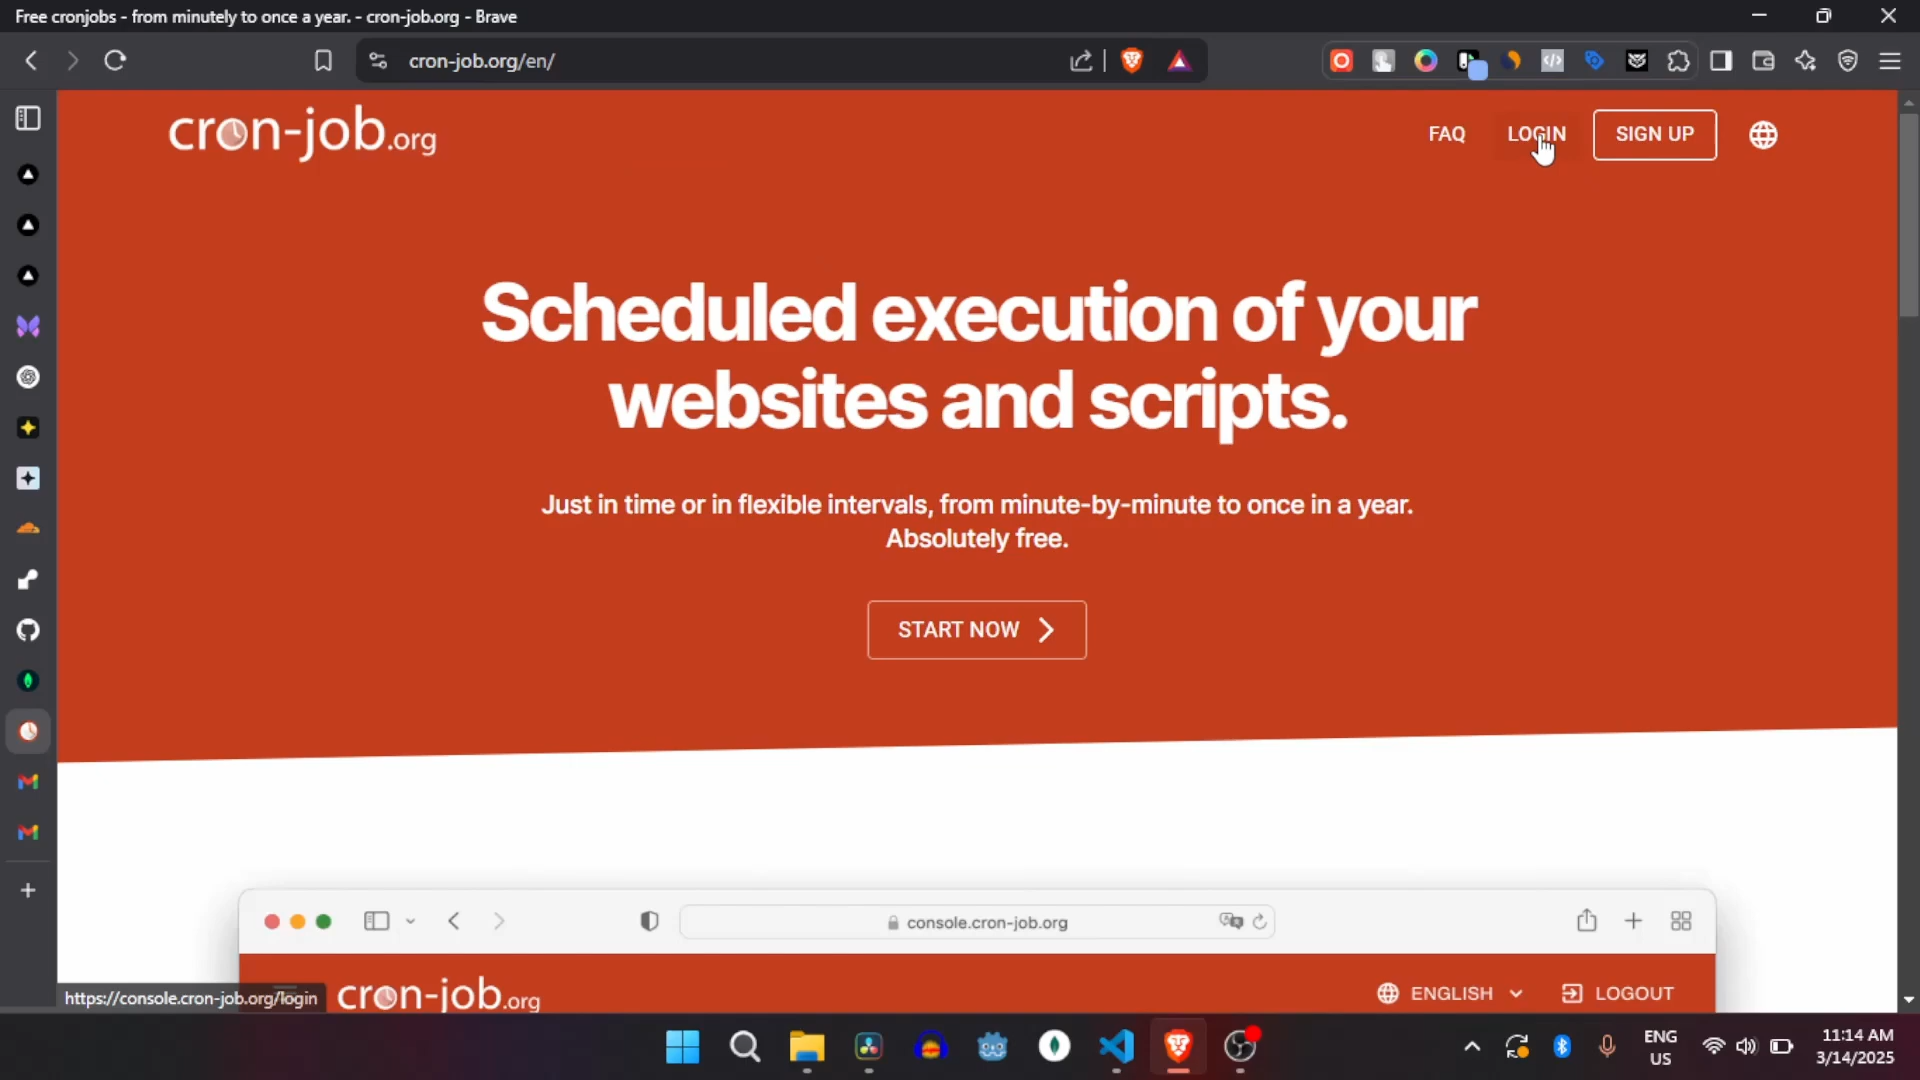 Free cronjobs - from minutely to once a year. - cron-job.org - Brave
cron-job.org/en/
cron-job.org
FAQ
LOGIN
SIGN UP
Scheduled execution of your
websites and scripts.
Just in time or in flexible intervals, from minute-by-minute to once in a year.
Absolutely free.
START NOW
console.cron-job.org
cron-job.org
ENGLISH
LOGOUT
https://console.cron-job.org/login
ENG
US
11:14 AM
3/14/2025